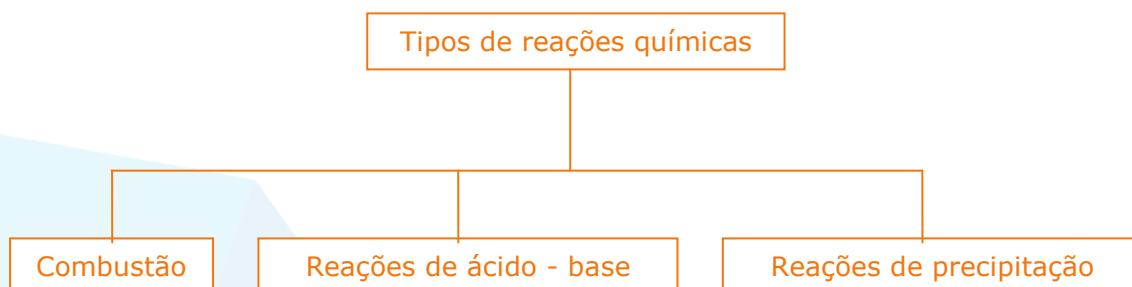 Tipos de reações químicas
Combustão
Reações de ácido - base
Reações de precipitação